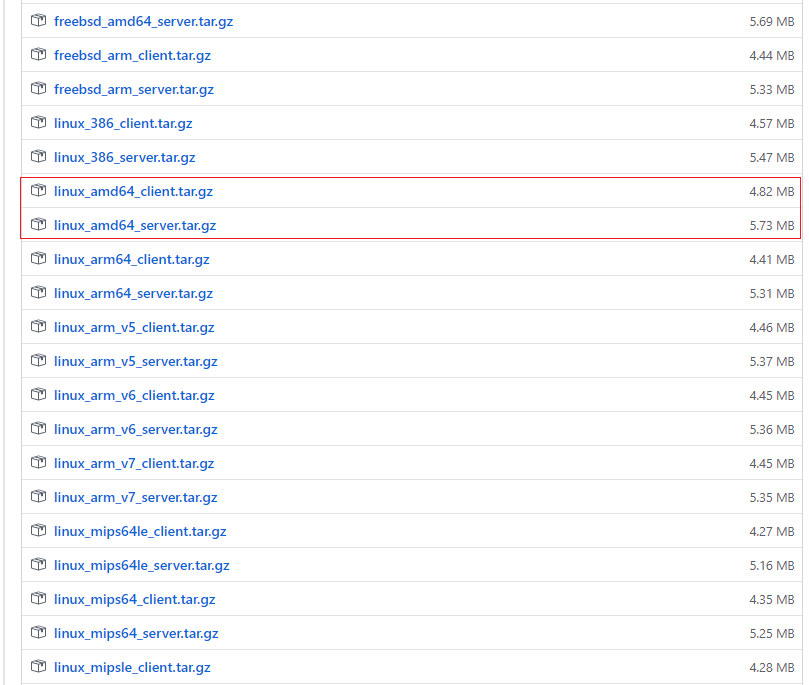 freebsd_amd64_server.tar.gz 5.69 MB
freebsd_arm_client.tar.gz 4.44 MB
freebsd_arm_server.tar.gz 5.33 MB
linux_386_client.tar.gz 4.57 MB
linux_386_server.tar.gz 5.47 MB
linux_amd64_client.tar.gz 4.82 MB
linux_amd64_server.tar.gz 5.73 MB
linux_arm64_client.tar.gz 4.41 MB
linux_arm64_server.tar.gz 5.31 MB
linux_arm_v5_client.tar.gz 4.46 MB
linux_arm_v5_server.tar.gz 5.37 MB
linux_arm_v6_client.tar.gz 4.45 MB
linux_arm_v6_server.tar.gz 5.36 MB
linux_arm_v7_client.tar.gz 4.45 MB
linux_arm_v7_server.tar.gz 5.35 MB
linux_mips64le_client.tar.gz 4.27 MB
linux_mips64le_server.tar.gz 5.16 MB
linux_mips64_client.tar.gz 4.35 MB
linux_mips64_server.tar.gz 5.25 MB
linux_mipsle_client.tar.gz 4.28 MB